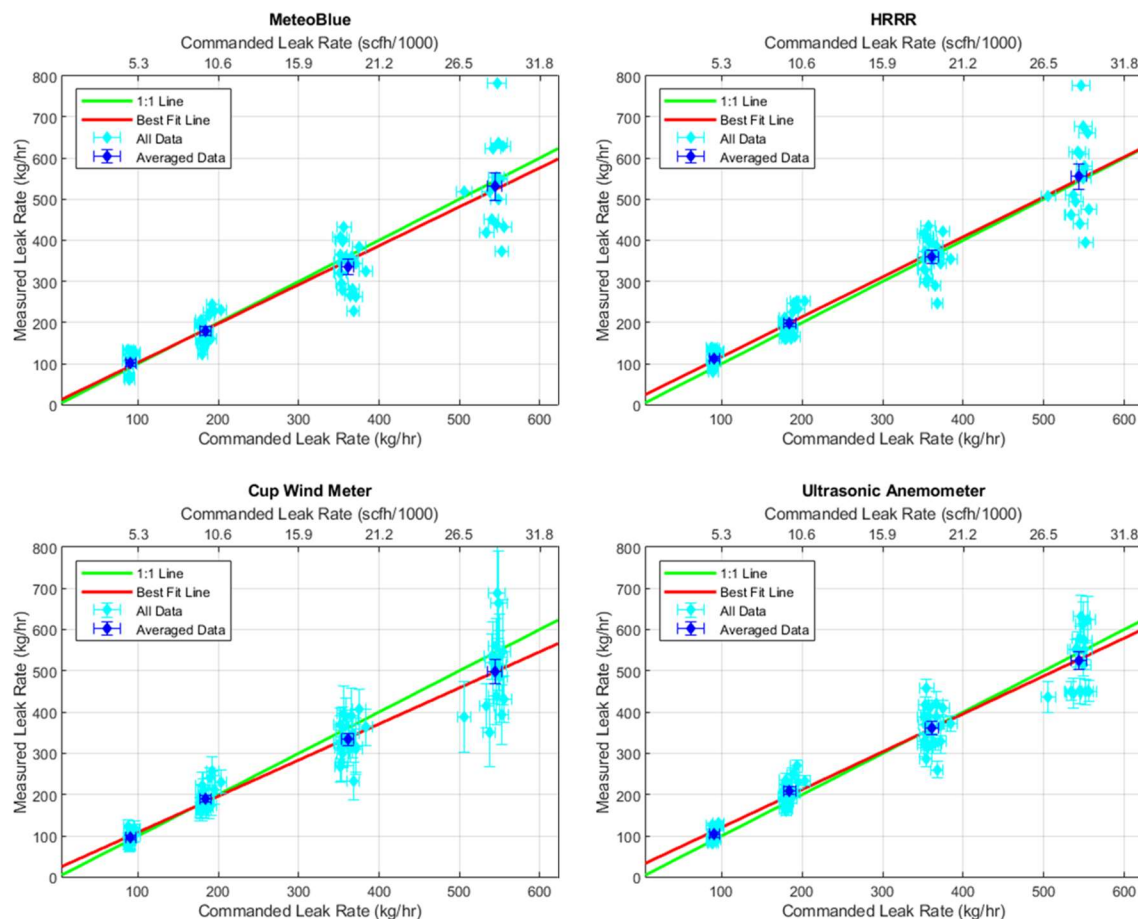 MeteoBlue
Commanded Leak Rate (scfh/1000)
5.3 10.6 15.9 21.2 26.5 31.8
800
700
600
500
400
300
200
100
0
Measured Leak Rate (kg/hr)
1:1 Line
Best Fit Line
All Data
Averaged Data
100 200 300 400 500 600
Commanded Leak Rate (kg/hr)
HRRR
Commanded Leak Rate (scfh/1000)
5.3 10.6 15.9 21.2 26.5 31.8
800
700
600
500
400
300
200
100
0
Measured Leak Rate (kg/hr)
1:1 Line
Best Fit Line
All Data
Averaged Data
100 200 300 400 500 600
Commanded Leak Rate (kg/hr)
Cup Wind Meter
Commanded Leak Rate (scfh/1000)
5.3 10.6 15.9 21.2 26.5 31.8
800
700
600
500
400
300
200
100
0
Measured Leak Rate (kg/hr)
1:1 Line
Best Fit Line
All Data
Averaged Data
100 200 300 400 500 600
Commanded Leak Rate (kg/hr)
Ultrasonic Anemometer
Commanded Leak Rate (scfh/1000)
5.3 10.6 15.9 21.2 26.5 31.8
800
700
600
500
400
300
200
100
0
Measured Leak Rate (kg/hr)
1:1 Line
Best Fit Line
All Data
Averaged Data
100 200 300 400 500 600
Commanded Leak Rate (kg/hr)